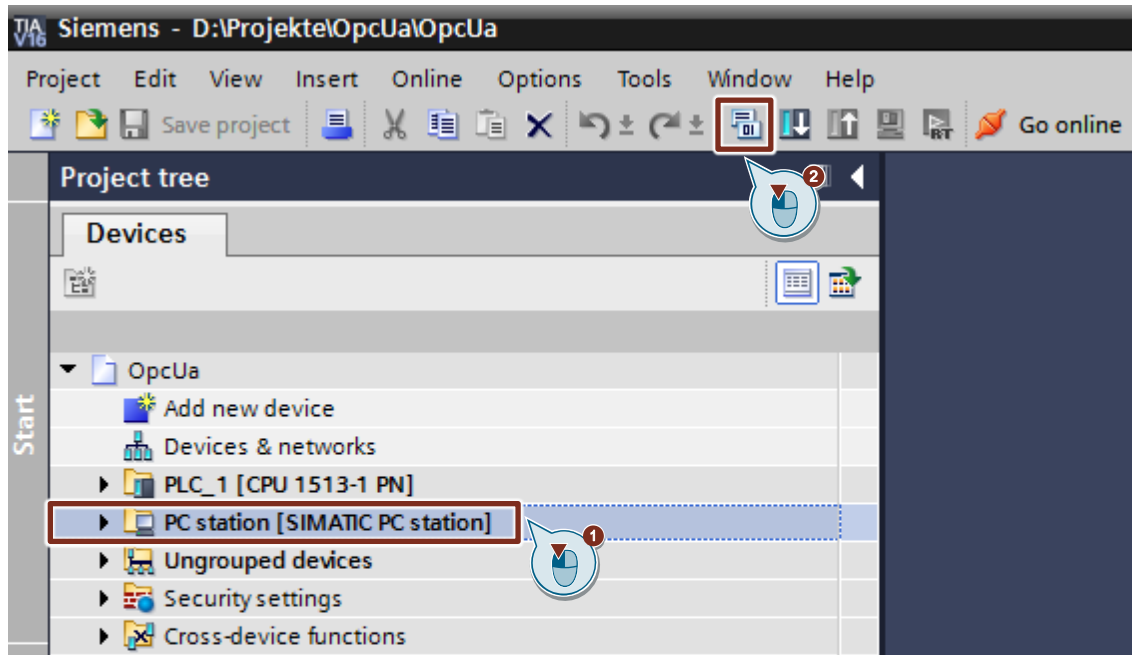 TIA V16 Siemens - D:\Projekte\OpcUa\OpcUa
Project Edit View Insert Online Options Tools Window Help
Save project RT Go online
Project tree
2
Devices
OpcUa
Add new device
Devices & networks
PLC_1 [CPU 1513-1 PN]
PC station [SIMATIC PC station]
1
Ungrouped devices
Security settings
Cross-device functions
Start